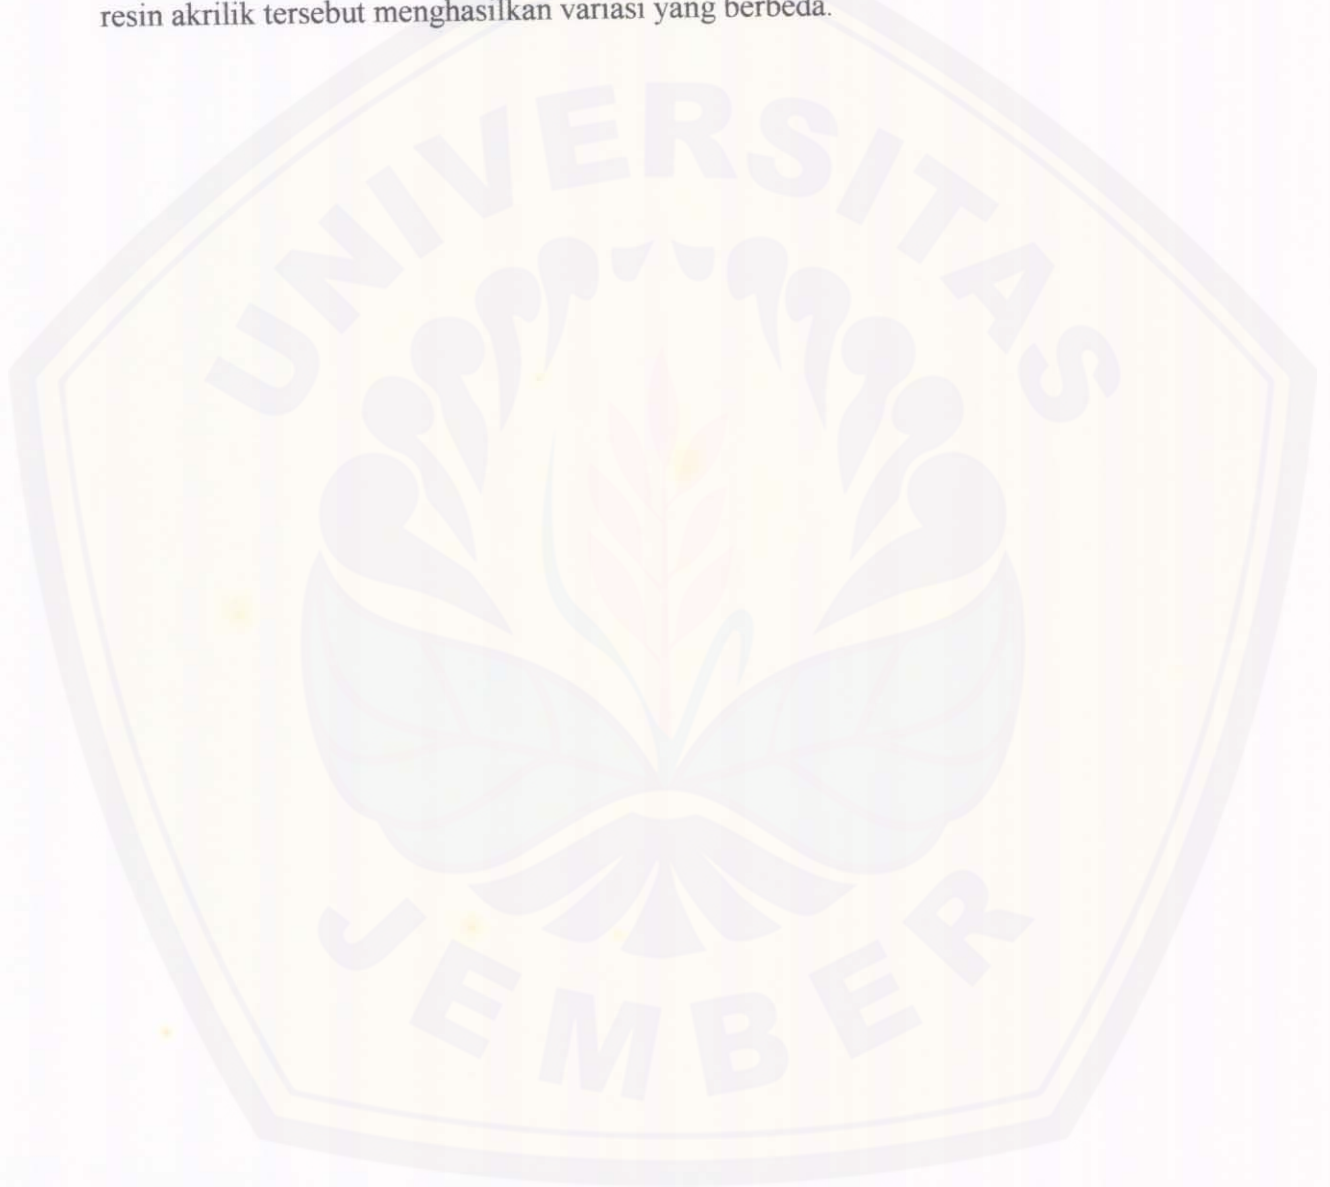 resin akrilik tersebut menghasilkan variasi yang berbeda.
UNIVERSITAS
JEMBER